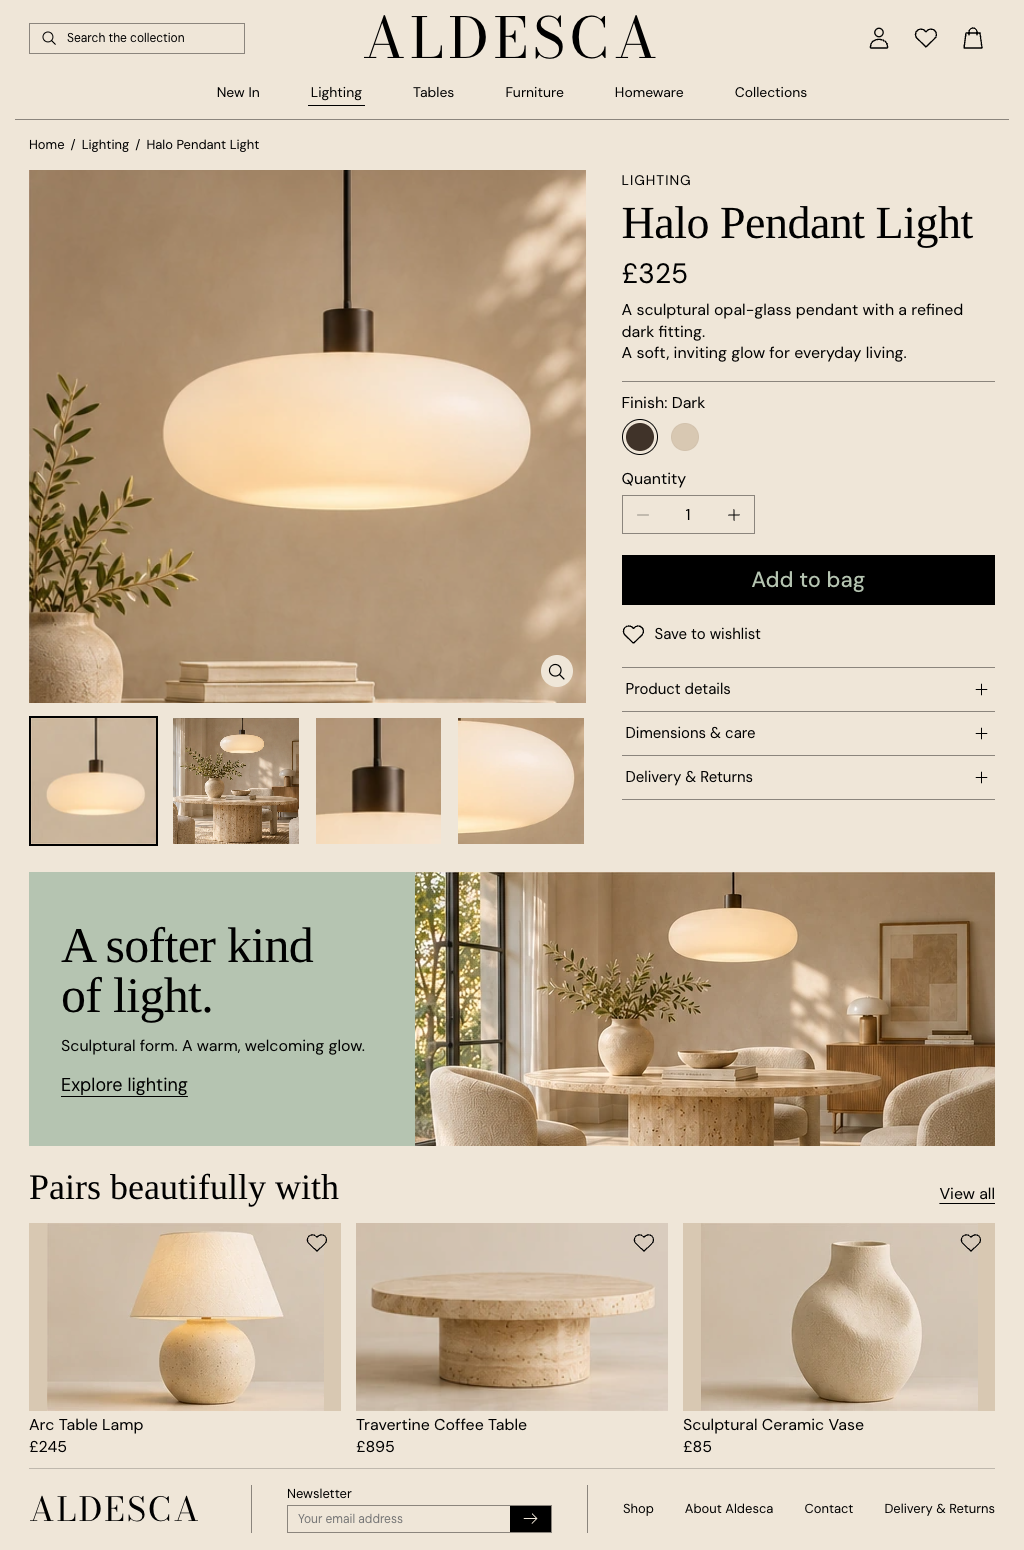 Search the collection
ALDESCA
New In
Lighting
Tables
Furniture
Homeware
Collections
Home / Lighting / Halo Pendant Light
LIGHTING
Halo Pendant Light
£325
A sculptural opal-glass pendant with a refined
dark fitting.
A soft, inviting glow for everyday living.
Finish: Dark
Quantity
1
Add to bag
Save to wishlist
Product details
Dimensions & care
Delivery & Returns
A softer kind
of light.
Sculptural form. A warm, welcoming glow.
Explore lighting
Pairs beautifully with
View all
Arc Table Lamp
£245
Travertine Coffee Table
£895
Sculptural Ceramic Vase
£85
ALDESCA
Newsletter
Your email address
Shop
About Aldesca
Contact
Delivery & Returns